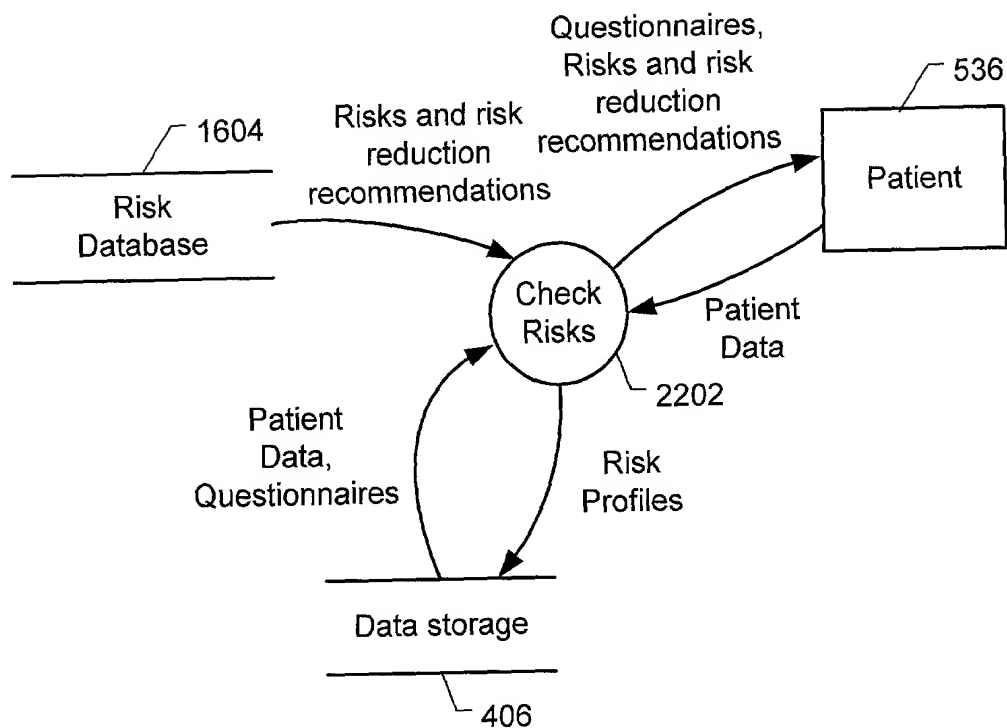 Questionnaires,
Risks and risk
reduction
recommendations
536
Patient
1604
Risks and risk
reduction
recommendations
Risk
Database
Check
Risks
Patient
Data
2202
Patient
Data,
Questionnaires
Risk
Profiles
Data storage
406